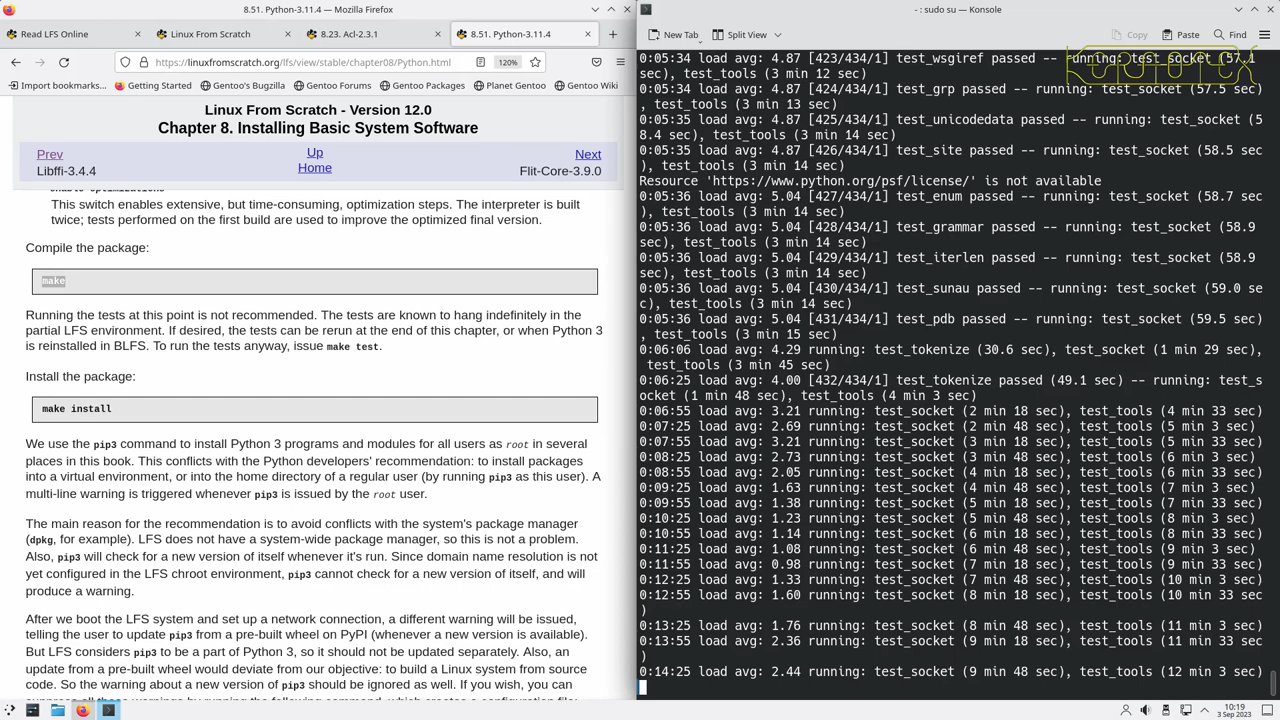 8.51. Python-3.11.4 — Mozilla Firefox
Read LFS Online
Linux From Scratch
8.23. Acl-2.3.1
8.51. Python-3.11.4
https://linuxfromscratch.org/lfs/view/stable/chapter08/Python.html
120%
Import bookmarks...
Getting Started
Gentoo's Bugzilla
Gentoo Forums
Gentoo Packages
Planet Gentoo
Gentoo Wiki
Linux From Scratch - Version 12.0
Chapter 8. Installing Basic System Software
Prev
Up
Next
Libffi-3.4.4
Home
Flit-Core-3.9.0
enable optimizations
This switch enables extensive, but time-consuming, optimization steps. The interpreter is built
twice; tests performed on the first build are used to improve the optimized final version.
Compile the package:
make
Running the tests at this point is not recommended. The tests are known to hang indefinitely in the
partial LFS environment. If desired, the tests can be rerun at the end of this chapter, or when Python 3
is reinstalled in BLFS. To run the tests anyway, issue make test.
Install the package:
make install
We use the pip3 command to install Python 3 programs and modules for all users as root in several
places in this book. This conflicts with the Python developers' recommendation: to install packages
into a virtual environment, or into the home directory of a regular user (by running pip3 as this user). A
multi-line warning is triggered whenever pip3 is issued by the root user.
The main reason for the recommendation is to avoid conflicts with the system's package manager
(dpkg, for example). LFS does not have a system-wide package manager, so this is not a problem.
Also, pip3 will check for a new version of itself whenever it's run. Since domain name resolution is not
yet configured in the LFS chroot environment, pip3 cannot check for a new version of itself, and will
produce a warning.
After we boot the LFS system and set up a network connection, a different warning will be issued,
telling the user to update pip3 from a pre-built wheel on PyPI (whenever a new version is available).
But LFS considers pip3 to be a part of Python 3, so it should not be updated separately. Also, an
update from a pre-built wheel would deviate from our objective: to build a Linux system from source
code. So the warning about a new version of pip3 should be ignored as well. If you wish, you can
- : sudo su — Konsole
New Tab
Split View
Copy
Paste
Find
0:05:34 load avg: 4.87 [423/434/1] test_wsgiref passed -- running: test_socket (57.1
sec), test_tools (3 min 12 sec)
0:05:34 load avg: 4.87 [424/434/1] test_grp passed -- running: test_socket (57.5 sec)
, test_tools (3 min 13 sec)
0:05:35 load avg: 4.87 [425/434/1] test_unicodedata passed -- running: test_socket (5
8.4 sec), test_tools (3 min 14 sec)
0:05:35 load avg: 4.87 [426/434/1] test_site passed -- running: test_socket (58.5 sec
), test_tools (3 min 14 sec)
Resource 'https://www.python.org/psf/license/' is not available
0:05:36 load avg: 5.04 [427/434/1] test_enum passed -- running: test_socket (58.7 sec
), test_tools (3 min 14 sec)
0:05:36 load avg: 5.04 [428/434/1] test_grammar passed -- running: test_socket (58.9
sec), test_tools (3 min 14 sec)
0:05:36 load avg: 5.04 [429/434/1] test_iterlen passed -- running: test_socket (58.9
sec), test_tools (3 min 14 sec)
0:05:36 load avg: 5.04 [430/434/1] test_sunau passed -- running: test_socket (59.0 se
c), test_tools (3 min 14 sec)
0:05:36 load avg: 5.04 [431/434/1] test_pdb passed -- running: test_socket (59.5 sec)
, test_tools (3 min 15 sec)
0:06:06 load avg: 4.29 running: test_tokenize (30.6 sec), test_socket (1 min 29 sec),
test_tools (3 min 45 sec)
0:06:25 load avg: 4.00 [432/434/1] test_tokenize passed (49.1 sec) -- running: test_s
ocket (1 min 48 sec), test_tools (4 min 3 sec)
0:06:55 load avg: 3.21 running: test_socket (2 min 18 sec), test_tools (4 min 33 sec)
0:07:25 load avg: 2.69 running: test_socket (2 min 48 sec), test_tools (5 min 3 sec)
0:07:55 load avg: 3.21 running: test_socket (3 min 18 sec), test_tools (5 min 33 sec)
0:08:25 load avg: 2.73 running: test_socket (3 min 48 sec), test_tools (6 min 3 sec)
0:08:55 load avg: 2.05 running: test_socket (4 min 18 sec), test_tools (6 min 33 sec)
0:09:25 load avg: 1.63 running: test_socket (4 min 48 sec), test_tools (7 min 3 sec)
0:09:55 load avg: 1.38 running: test_socket (5 min 18 sec), test_tools (7 min 33 sec)
0:10:25 load avg: 1.23 running: test_socket (5 min 48 sec), test_tools (8 min 3 sec)
0:10:55 load avg: 1.14 running: test_socket (6 min 18 sec), test_tools (8 min 33 sec)
0:11:25 load avg: 1.08 running: test_socket (6 min 48 sec), test_tools (9 min 3 sec)
0:11:55 load avg: 0.98 running: test_socket (7 min 18 sec), test_tools (9 min 33 sec)
0:12:25 load avg: 1.33 running: test_socket (7 min 48 sec), test_tools (10 min 3 sec)
0:12:55 load avg: 1.60 running: test_socket (8 min 18 sec), test_tools (10 min 33 sec
)
0:13:25 load avg: 1.76 running: test_socket (8 min 48 sec), test_tools (11 min 3 sec)
0:13:55 load avg: 2.36 running: test_socket (9 min 18 sec), test_tools (11 min 33 sec
)
0:14:25 load avg: 2.44 running: test_socket (9 min 48 sec), test_tools (12 min 3 sec)
10:19
3 Sep 2023